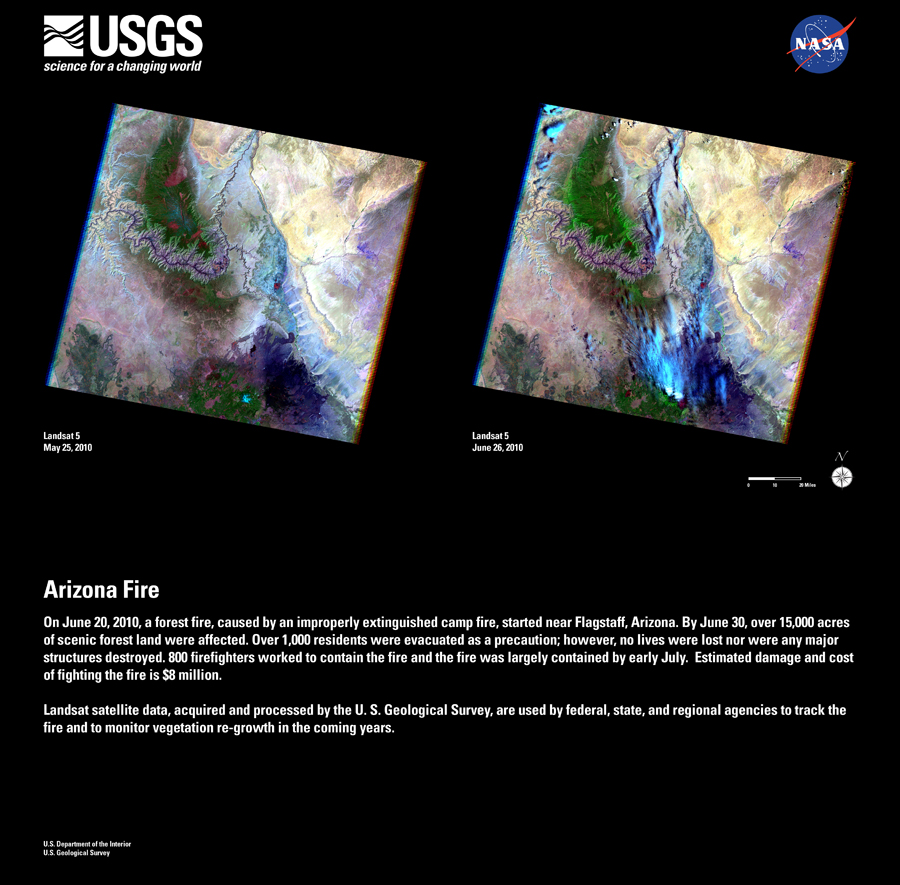 USGS
science for a changing world
NASA
Landsat 5
May 25, 2010
Landsat 5
June 26, 2010
N
0 10 20 Miles
Arizona Fire
On June 20, 2010, a forest fire, caused by an improperly extinguished camp fire, started near Flagstaff, Arizona. By June 30, over 15,000 acres
of scenic forest land were affected. Over 1,000 residents were evacuated as a precaution; however, no lives were lost nor were any major
structures destroyed. 800 firefighters worked to contain the fire and the fire was largely contained by early July.  Estimated damage and cost
of fighting the fire is $8 million.
Landsat satellite data, acquired and processed by the U. S. Geological Survey, are used by federal, state, and regional agencies to track the
fire and to monitor vegetation re-growth in the coming years.
U.S. Department of the Interior
U.S. Geological Survey